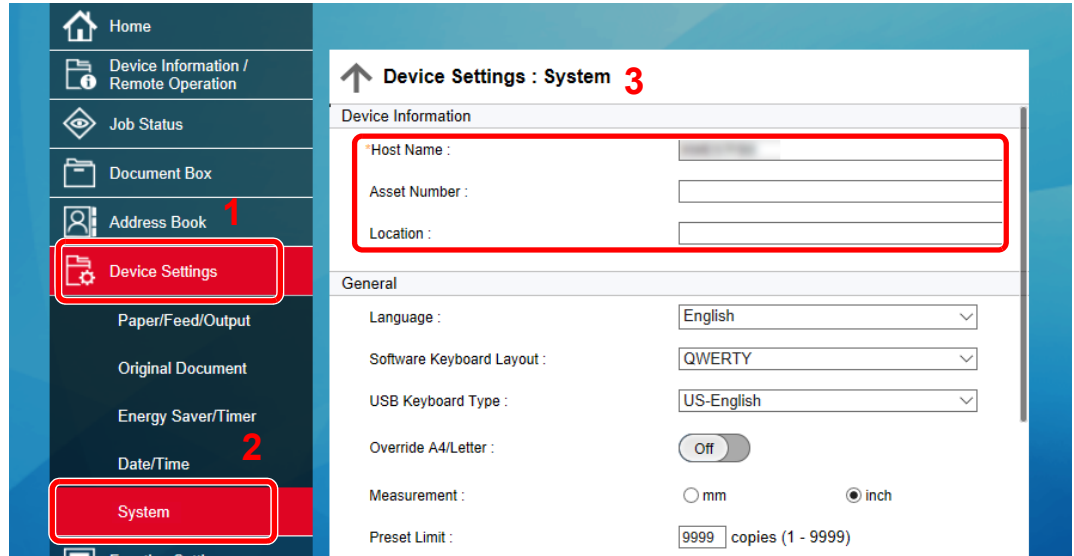 Home
Device Information /
Remote Operation
Job Status
Document Box
1
Address Book
Device Settings
Paper/Feed/Output
Original Document
Energy Saver/Timer
2
Date/Time
System
Device Settings : System 3
Device Information
*Host Name :
Asset Number :
Location :
General
Language : English
Software Keyboard Layout : QWERTY
USB Keyboard Type : US-English
Override A4/Letter : Off
Measurement : mm inch
Preset Limit : 9999 copies (1 - 9999)